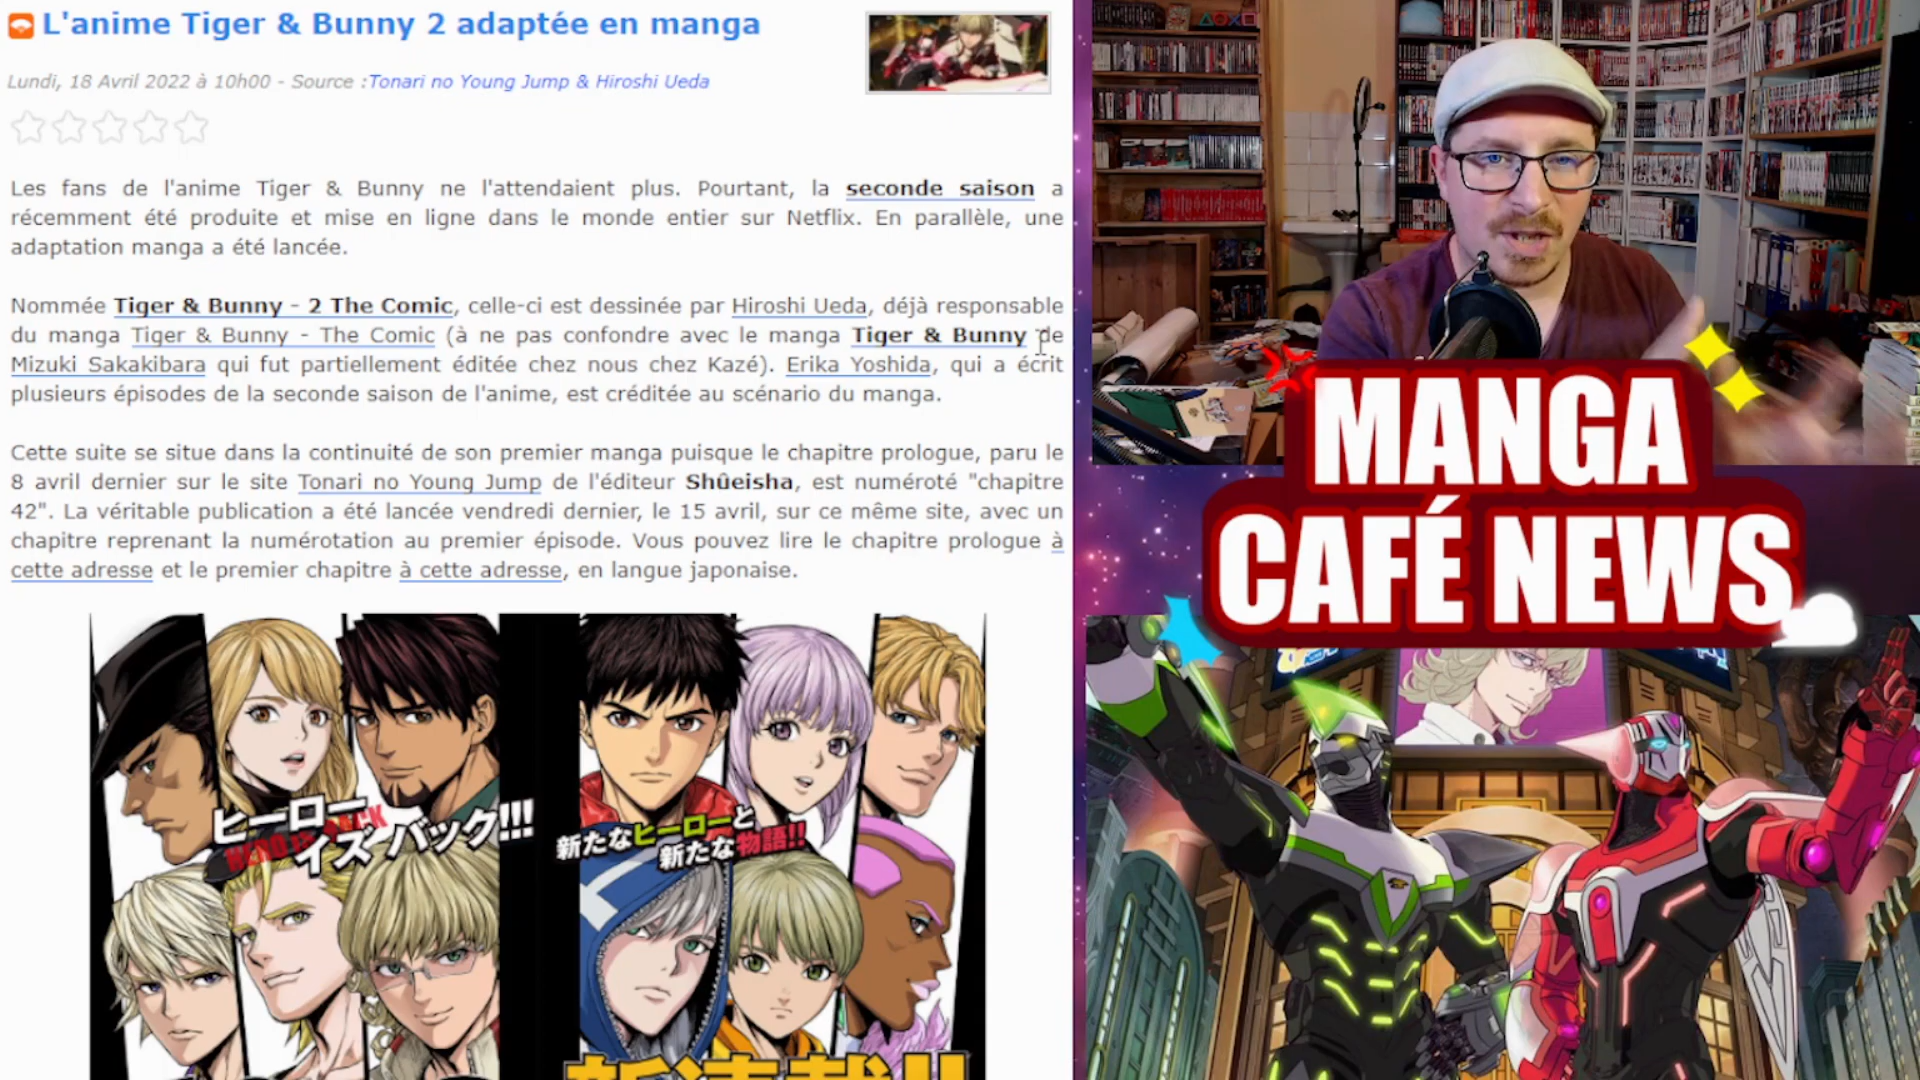 L'anime Tiger & Bunny 2 adaptée en manga
Lundi, 18 Avril 2022 à 10h00 - Source :Tonari no Young Jump & Hiroshi Ueda
Les fans de l'anime Tiger & Bunny ne l'attendaient plus. Pourtant, la seconde saison a
récemment été produite et mise en ligne dans le monde entier sur Netflix. En parallèle, une
adaptation manga a été lancée.
Nommée Tiger & Bunny - 2 The Comic, celle-ci est dessinée par Hiroshi Ueda, déjà responsable
du manga Tiger & Bunny - The Comic (à ne pas confondre avec le manga Tiger & Bunny de
Mizuki Sakakibara qui fut partiellement éditée chez nous chez Kazé). Erika Yoshida, qui a écrit
plusieurs épisodes de la seconde saison de l'anime, est créditée au scénario du manga.
Cette suite se situe dans la continuité de son premier manga puisque le chapitre prologue, paru le
8 avril dernier sur le site Tonari no Young Jump de l'éditeur Shûeisha, est numéroté "chapitre
42". La véritable publication a été lancée vendredi dernier, le 15 avril, sur ce même site, avec un
chapitre reprenant la numérotation au premier épisode. Vous pouvez lire le chapitre prologue à
cette adresse et le premier chapitre à cette adresse, en langue japonaise.
ヒーロー
イズ バック!!!
新たなヒーローと
新たな物語!!
新連載!!
MANGA
CAFÉ NEWS